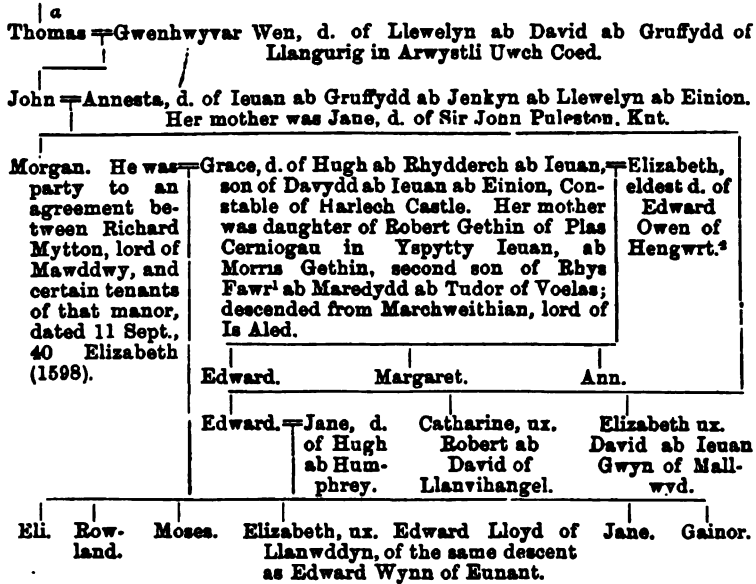 a
Thomas = Gwenhwyvar Wen, d. of Llewelyn ab David ab Gruffydd of
Llangurig in Arwystli Uwch Coed.
John = Annesta, d. of Ieuan ab Gruffydd ab Jenkyn ab Llewelyn ab Einion.
Her mother was Jane, d. of Sir John Puleston. Knt.
Morgan. He was
party to an
agreement be-
tween Richard
Mytton, lord of
Mawddwy, and
certain tenants
of that manor,
dated 11 Sept.,
40 Elizabeth
(1598).
= Grace, d. of Hugh ab Rhydderch ab Ieuan,
son of Davydd ab Ieuan ab Einion, Con-
stable of Harlech Castle. Her mother
was daughter of Robert Gethin of Plas
Cerniogau in Yspytty Ieuan, ab
Morris Gethin, second son of Rhys
Fawr¹ ab Maredydd ab Tudor of Voelas;
descended from Marchweithian, lord of
Is Aled.
= Elizabeth,
eldest d. of
Edward
Owen of
Hengwrt.²
Edward. Margaret. Ann.
Edward. = Jane, d.
of Hugh
ab Hum-
phrey.
Catharine, ux.
Robert ab
David of
Llanvihangel.
Elizabeth ux.
David ab Ieuan
Gwyn of Mall-
wyd.
Eli.
Row-
land.
Moses.
Elizabeth, ux. Edward Lloyd of
Llanwddyn, of the same descent
as Edward Wynn of Eunant.
Jane.
Gainor.